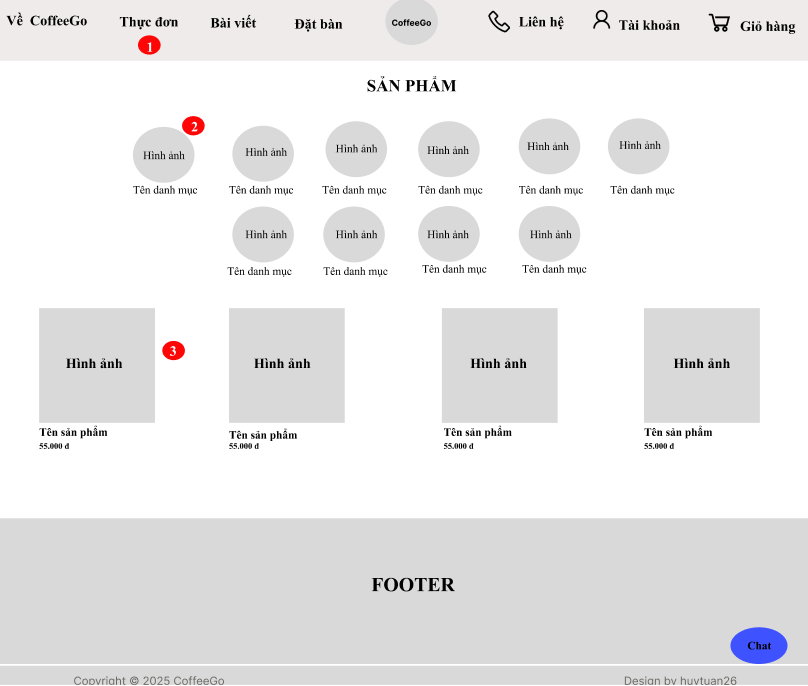 Về CoffeeGo
Thực đơn
Bài viết
Đặt bàn
CoffeeGo
Liên hệ
Tài khoản
Giỏ hàng
1
SẢN PHẨM
2
Hình ảnh
Hình ảnh
Hình ảnh
Hình ảnh
Hình ảnh
Hình ảnh
Tên danh mục
Tên danh mục
Tên danh mục
Tên danh mục
Tên danh mục
Tên danh mục
Hình ảnh
Hình ảnh
Hình ảnh
Hình ảnh
Tên danh mục
Tên danh mục
Tên danh mục
Tên danh mục
3
Hình ảnh
Hình ảnh
Hình ảnh
Hình ảnh
Tên sản phẩm
Tên sản phẩm
Tên sản phẩm
Tên sản phẩm
55.000 đ
55.000 đ
55.000 đ
55.000 đ
FOOTER
Chat
Copyright © 2025 CoffeeGo
Design by huytuan26